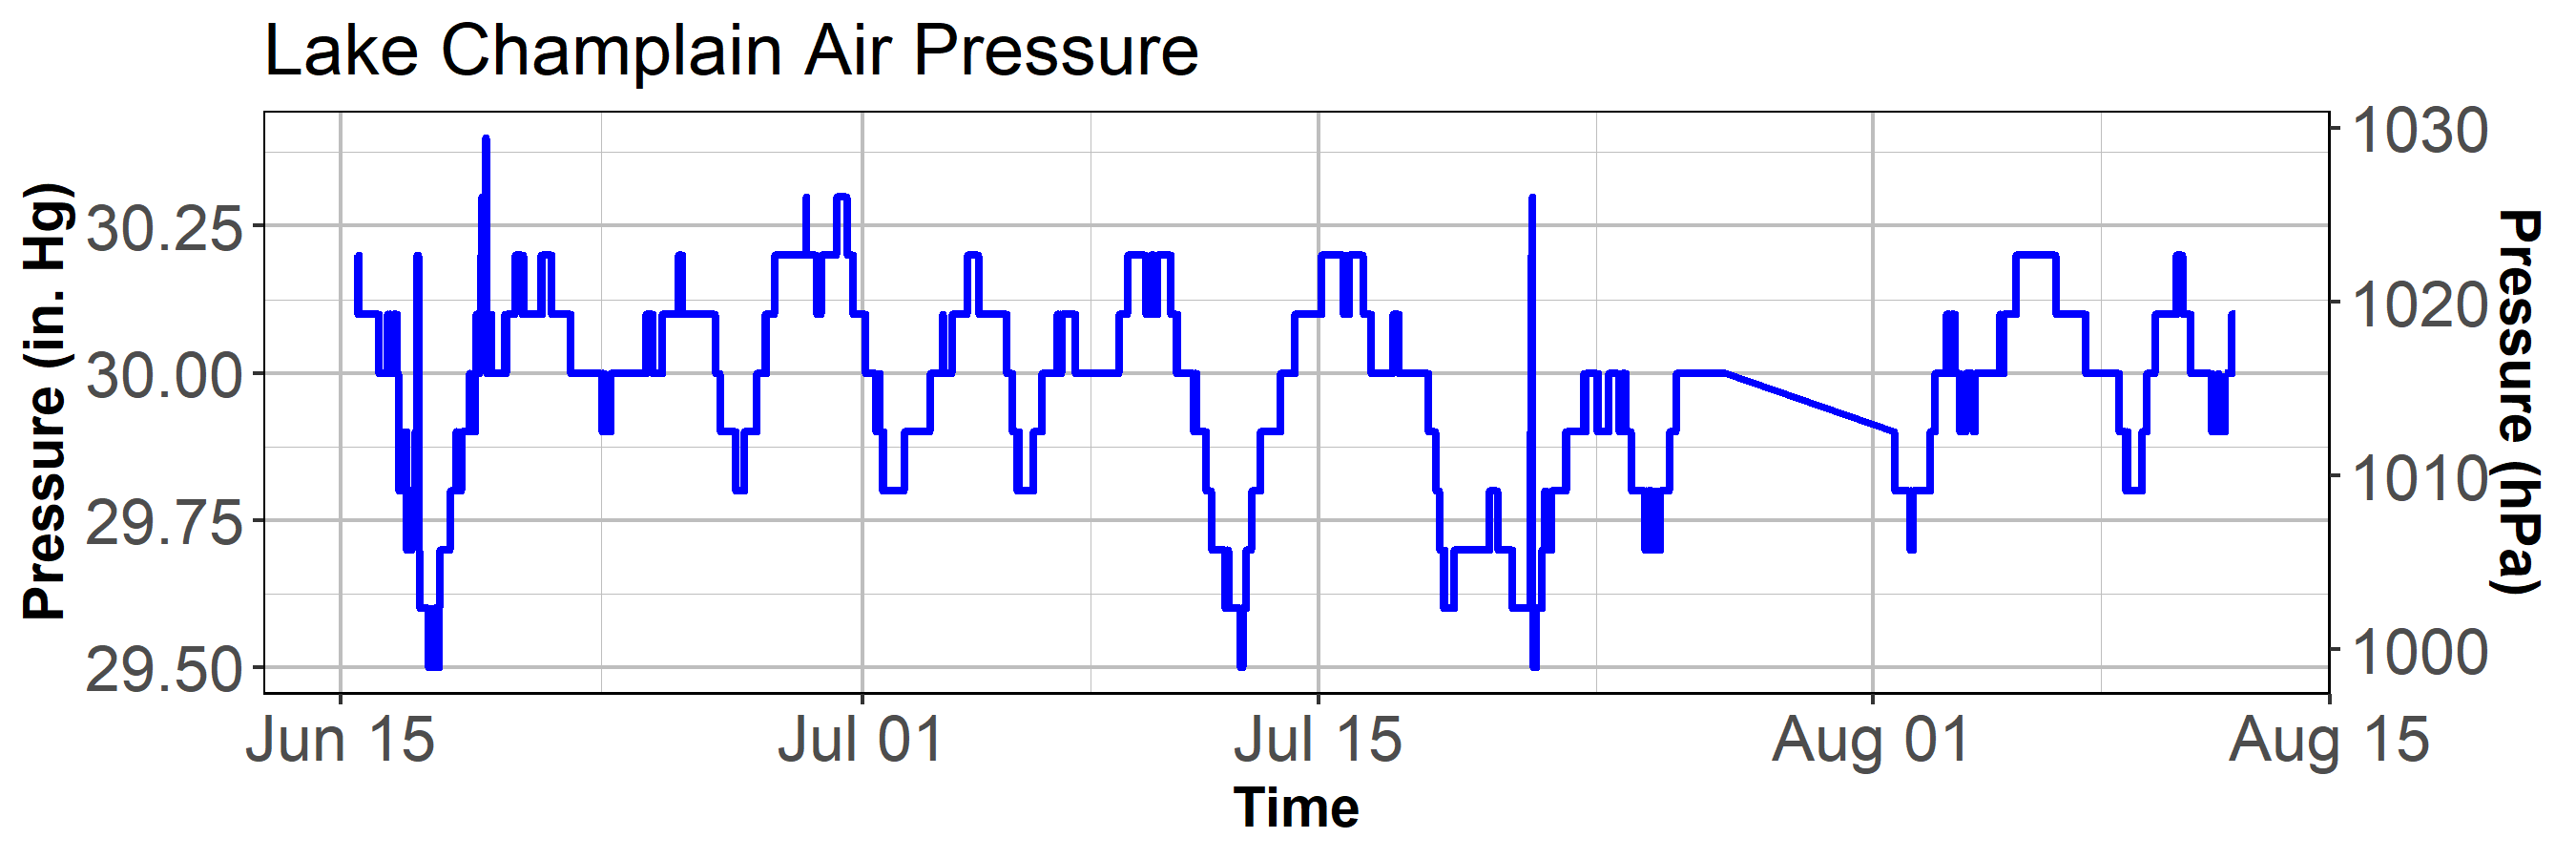 Lake Champlain Air Pressure
Pressure (in. Hg)
30.25
30.00
29.75
29.50
1030
1020
1010
1000
Pressure (hPa)
Jun 15 Jul 01 Jul 15 Aug 01 Aug 15
Time